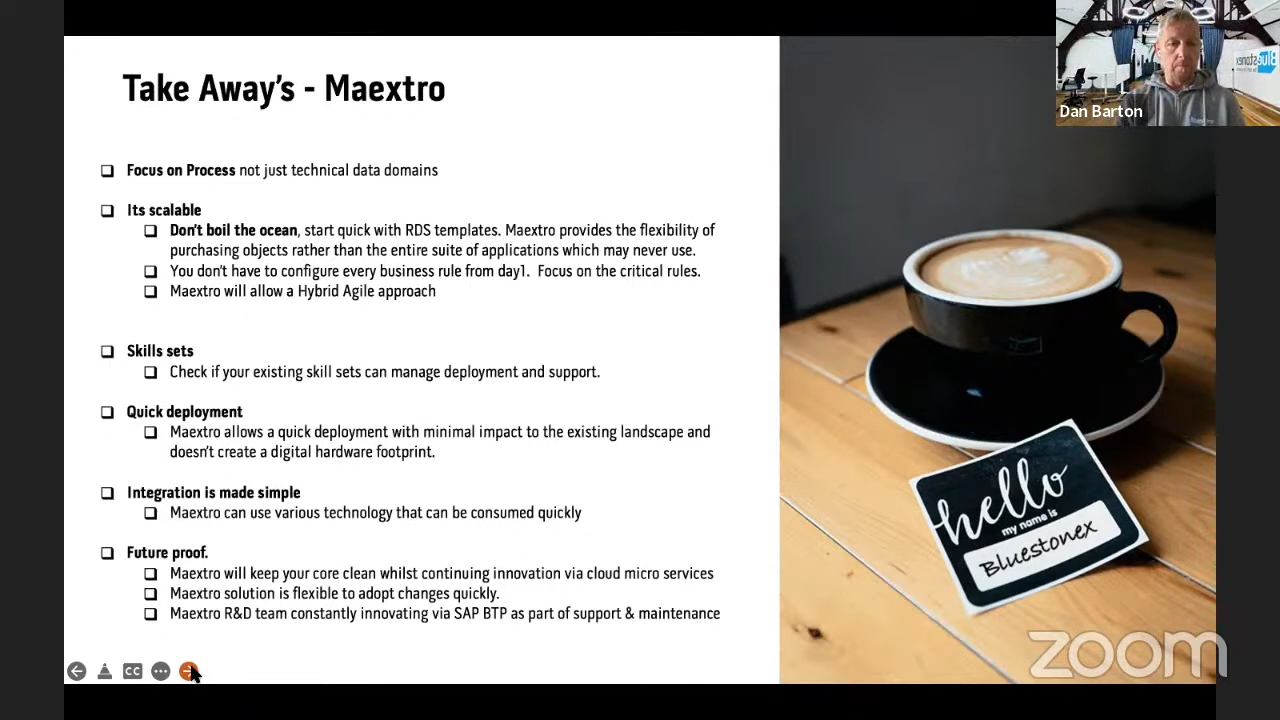 Take Away's - Maextro
Dan Barton
❑ Focus on Process not just technical data domains
❑ Its scalable
❑ Don't boil the ocean, start quick with RDS templates. Maextro provides the flexibility of
purchasing objects rather than the entire suite of applications which may never use.
❑ You don't have to configure every business rule from day1. Focus on the critical rules.
❑ Maextro will allow a Hybrid Agile approach
❑ Skills sets
❑ Check if your existing skill sets can manage deployment and support.
❑ Quick deployment
❑ Maextro allows a quick deployment with minimal impact to the existing landscape and
doesn't create a digital hardware footprint.
❑ Integration is made simple
❑ Maextro can use various technology that can be consumed quickly
❑ Future proof.
❑ Maextro will keep your core clean whilst continuing innovation via cloud micro services
❑ Maextro solution is flexible to adopt changes quickly.
❑ Maextro R&D team constantly innovating via SAP BTP as part of support & maintenance
CC
Bluestonex
hello
my name is
Bluestonex
zoom